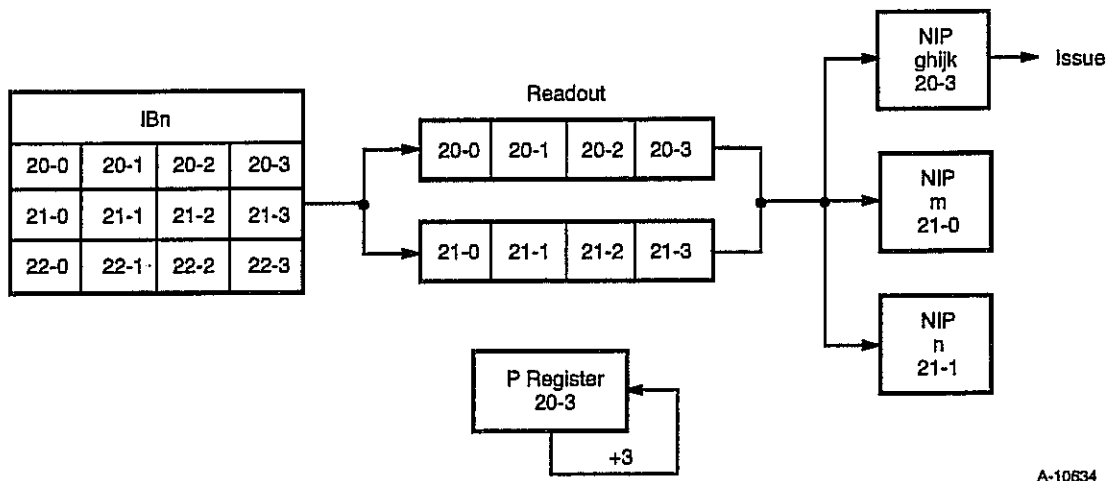 NIP
ghijk
20-3
Issue
Readout
IBn
20-0 20-1 20-2 20-3
21-0 21-1 21-2 21-3
22-0 22-1 22-2 22-3
20-0 20-1 20-2 20-3
21-0 21-1 21-2 21-3
NIP
m
21-0
NIP
n
21-1
P Register
20-3
+3
A-10634